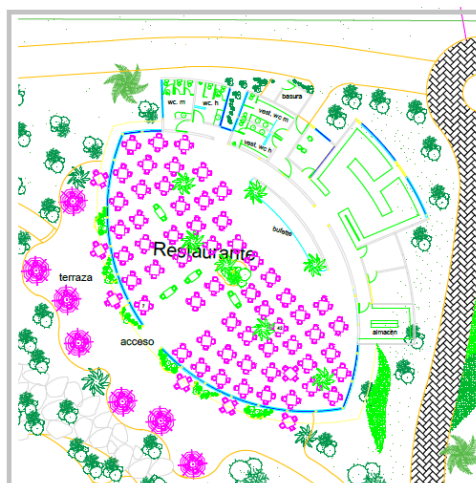 basura
wc. m
wc. h
vest. wc m
vest. wc h
bufete
Restaurante
terraza
acceso
almacén